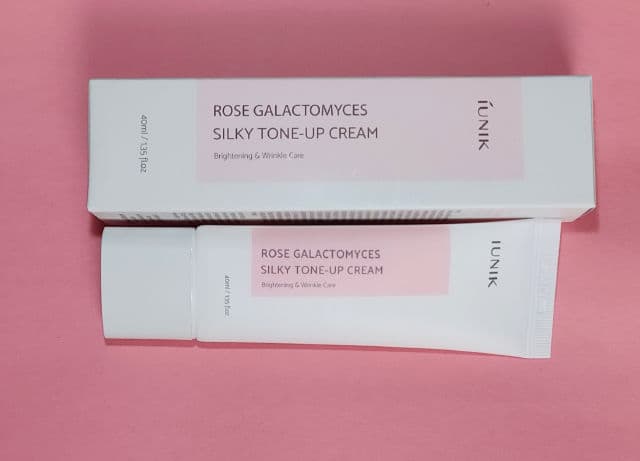 ROSE GALACTOMYCES
SILKY TONE-UP CREAM
Brightening & Wrinkle Care
40ml / 1.35 fl.oz
iUNIK
ROSE GALACTOMYCES
SILKY TONE-UP CREAM
Brightening & Wrinkle Care
40ml / 1.35 fl.oz
IUNIK